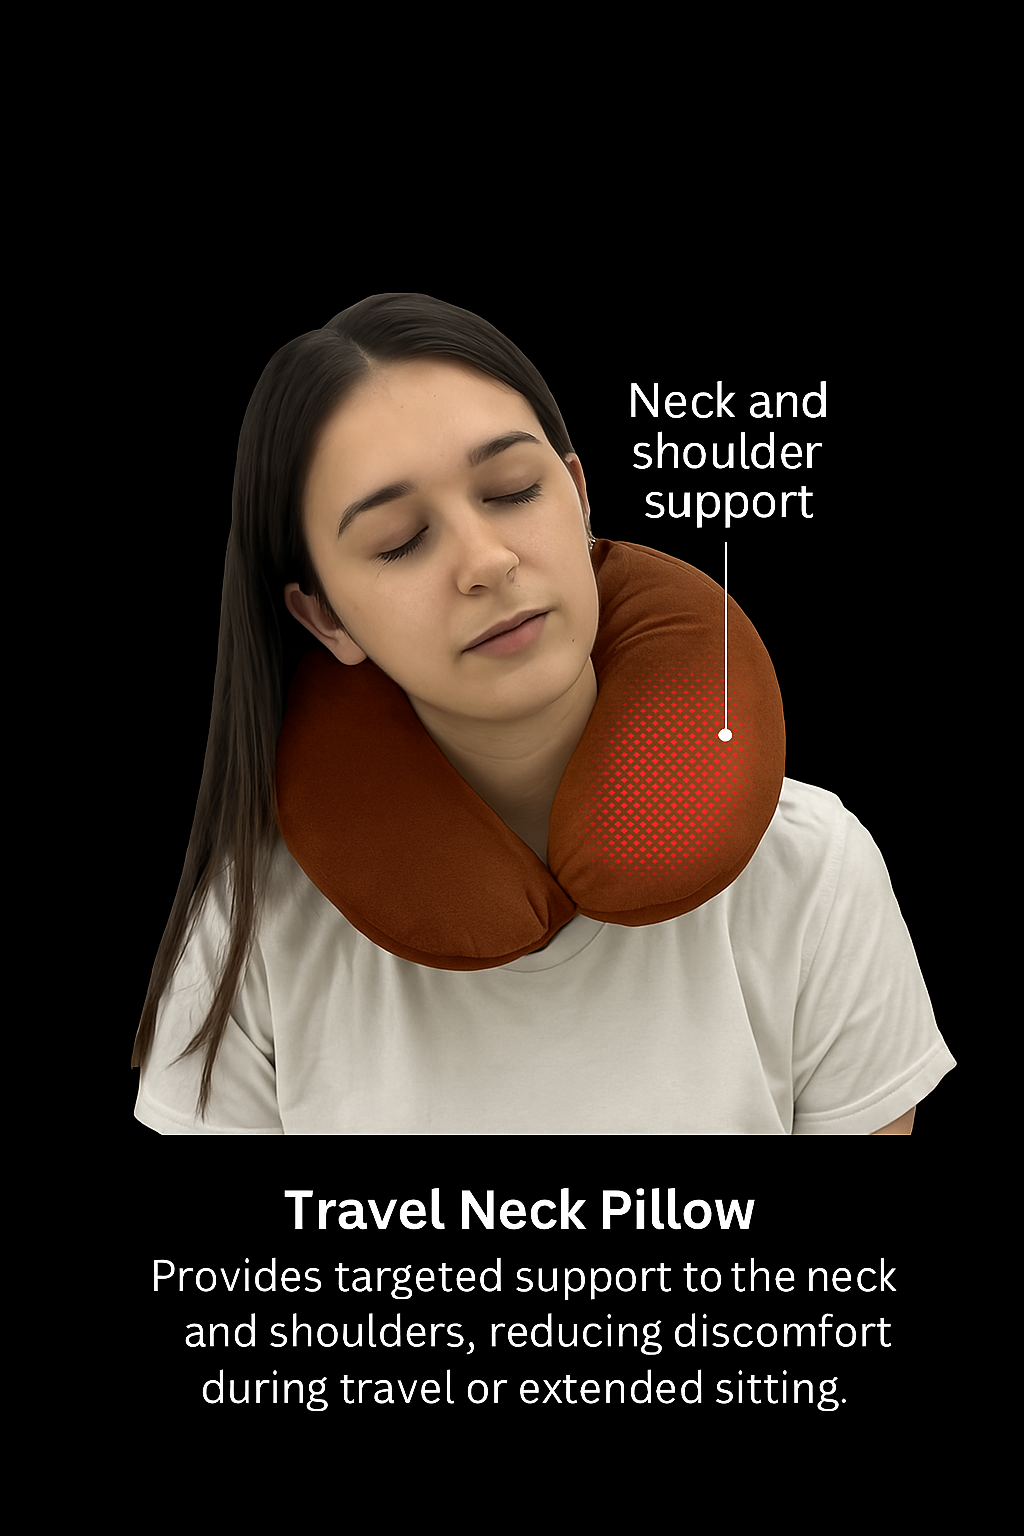 Neck and
shoulder
support
Travel Neck Pillow
Provides targeted support to the neck
and shoulders, reducing discomfort
during travel or extended sitting.